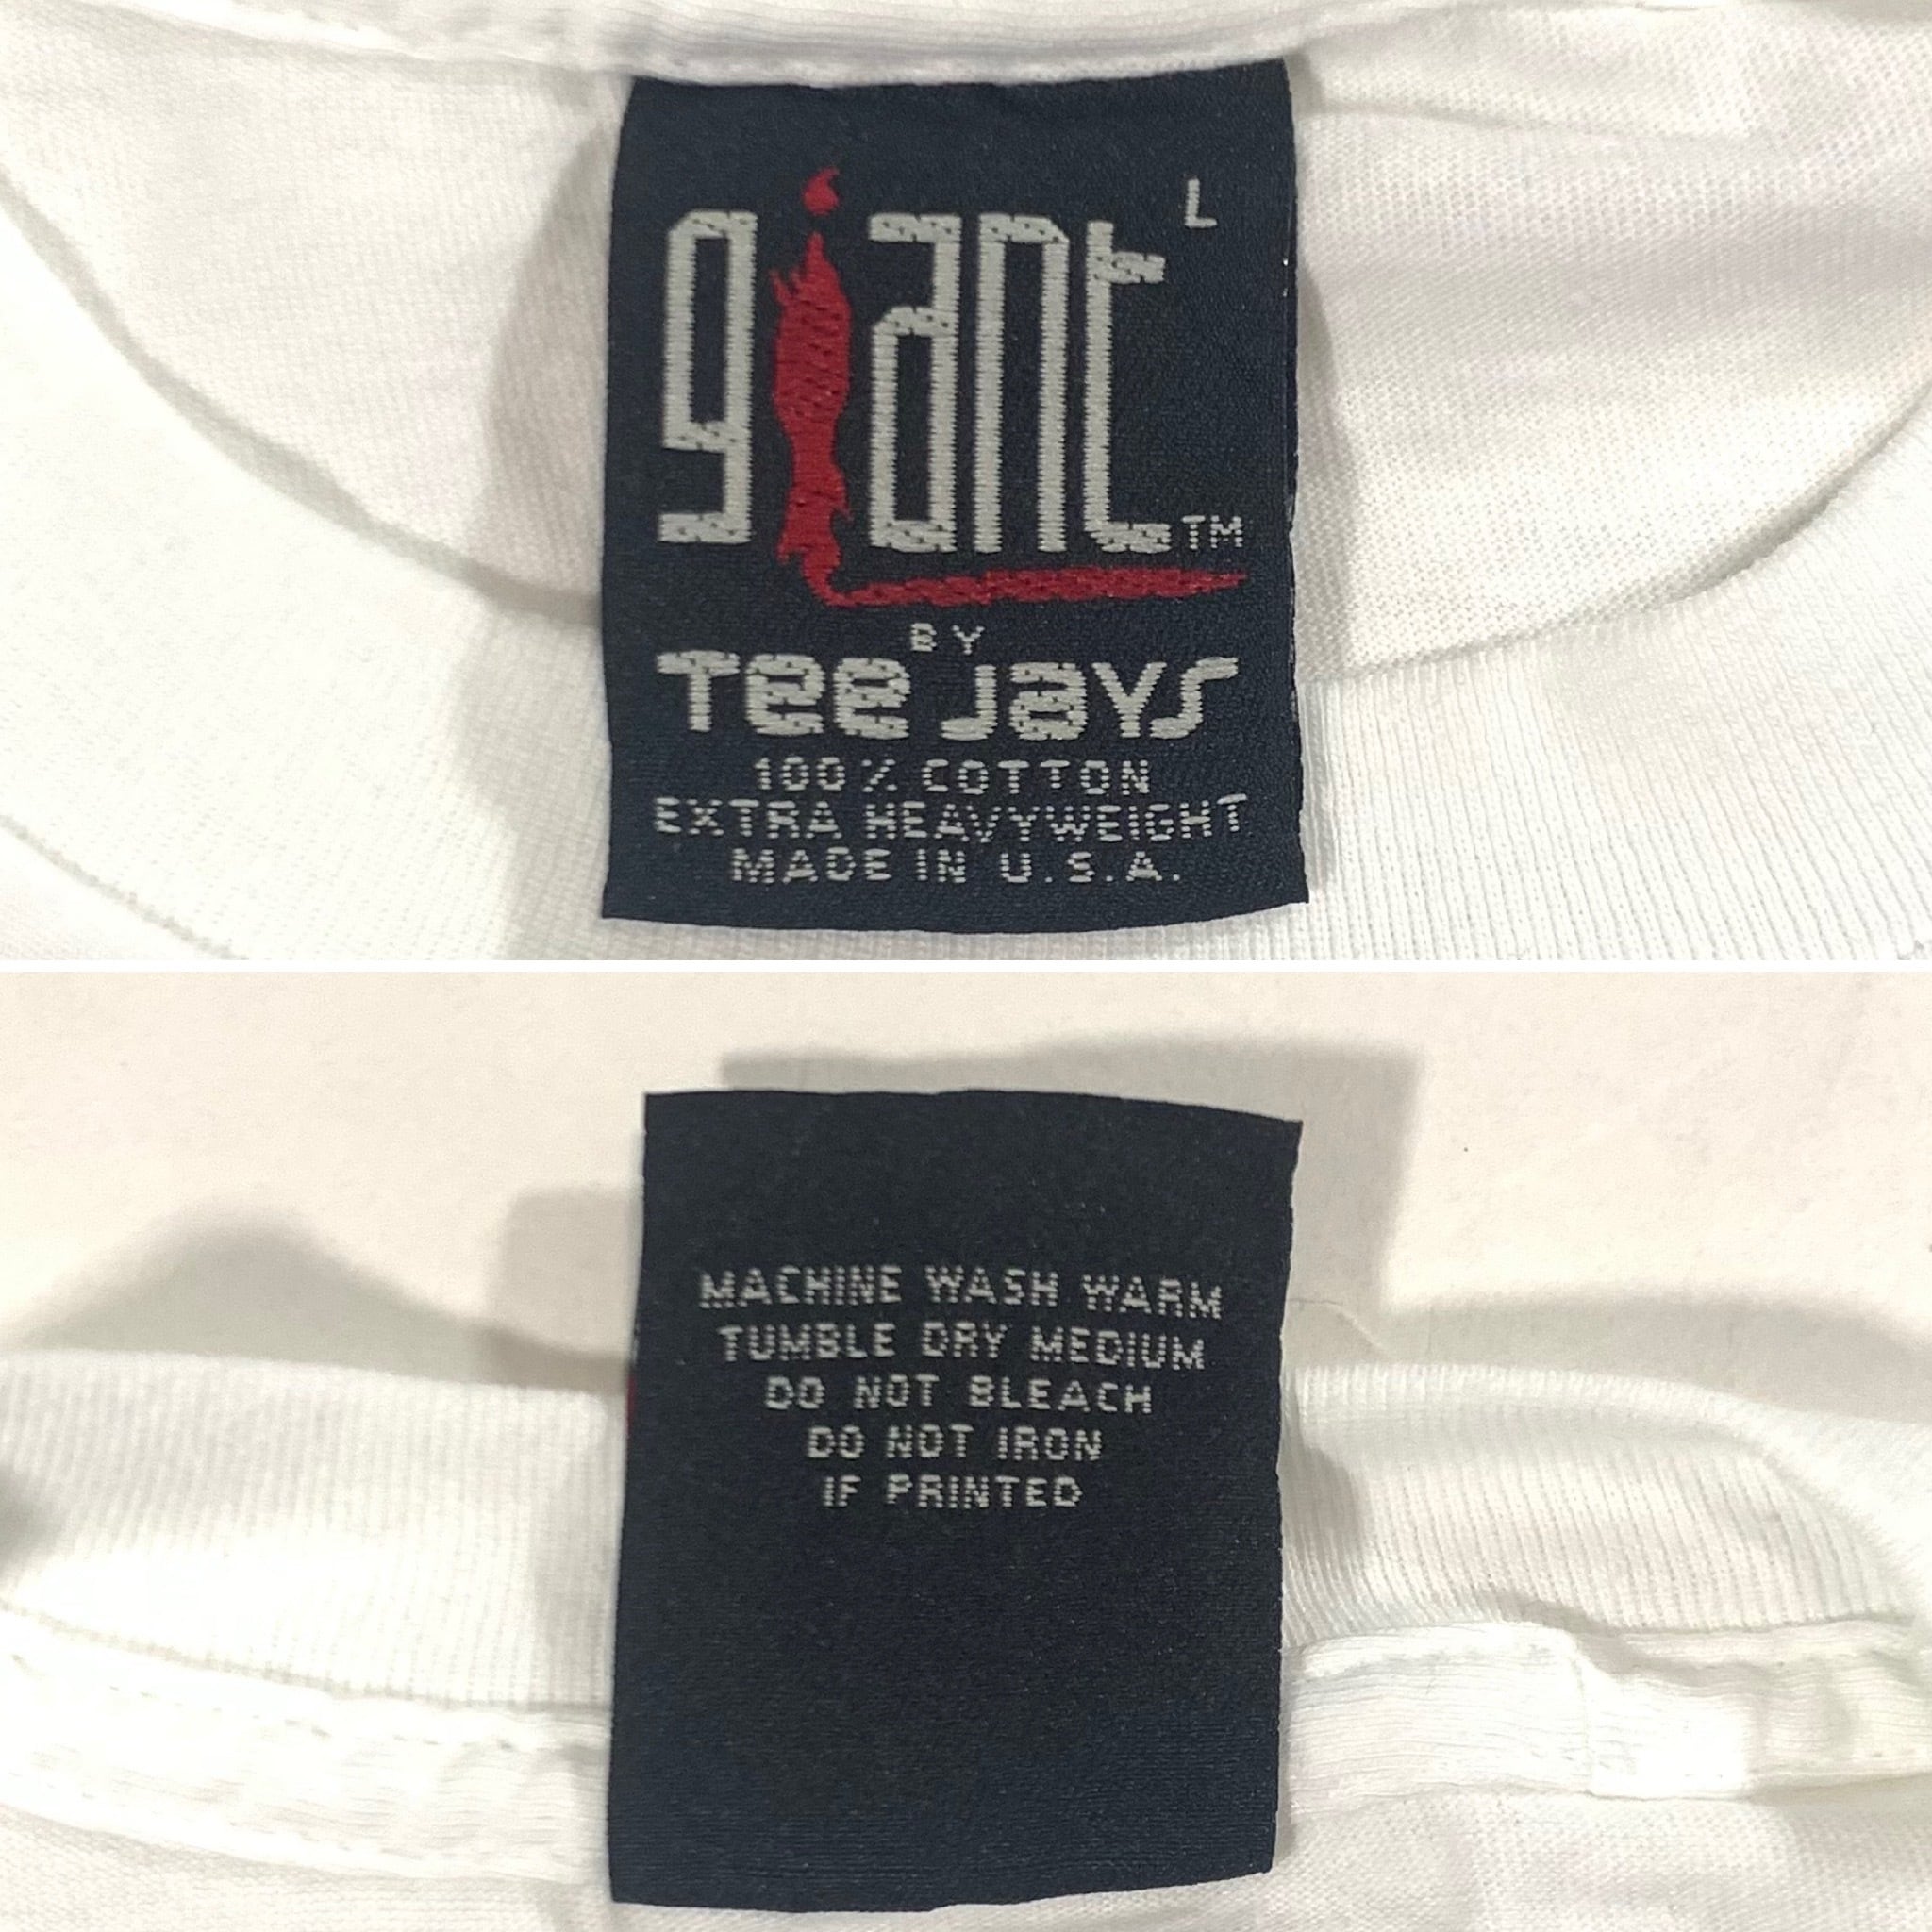 L
giant TM
BY
Tee Jays
100% COTTON
EXTRA HEAVYWEIGHT
MADE IN U.S.A.
MACHINE WASH WARM
TUMBLE DRY MEDIUM
DO NOT BLEACH
DO NOT IRON
IF PRINTED